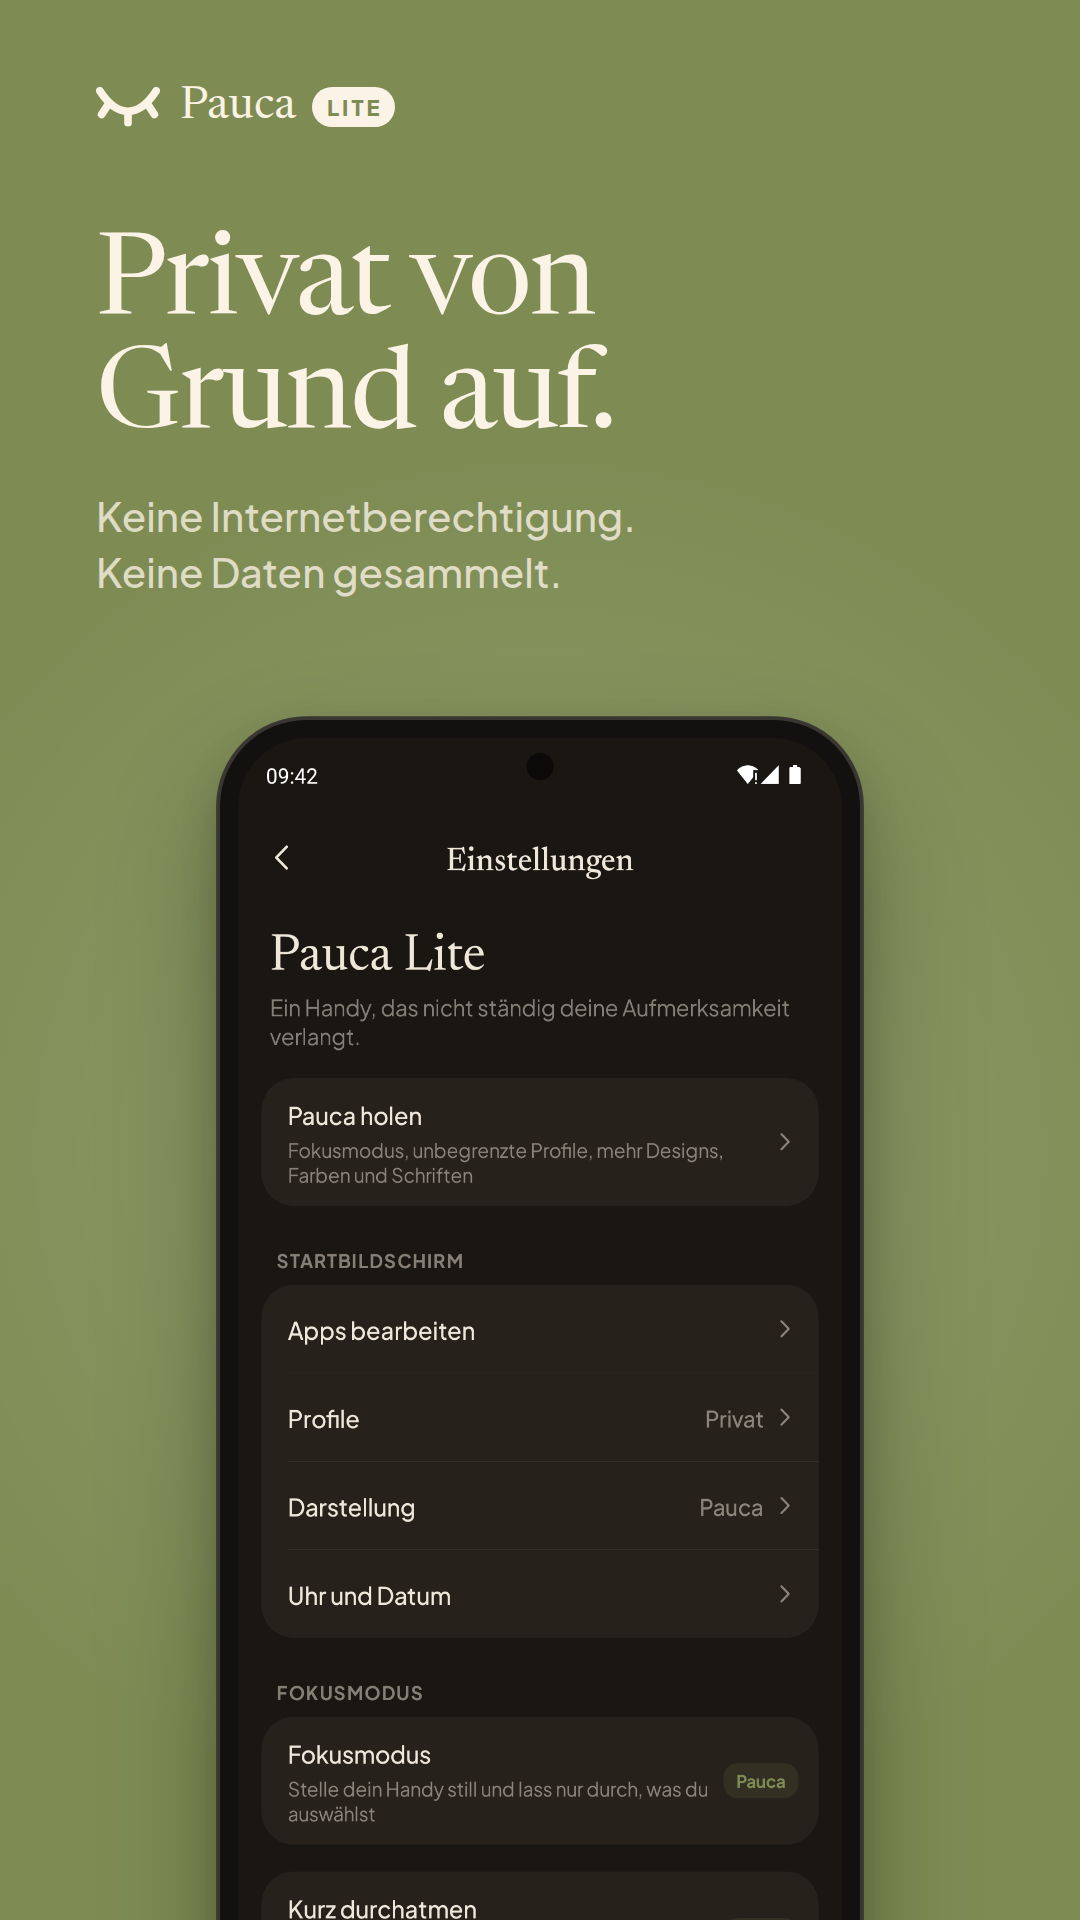 Pauca LITE
Privat von
Grund auf.
Keine Internetberechtigung.
Keine Daten gesammelt.
09:42
Einstellungen
Pauca Lite
Ein Handy, das nicht ständig deine Aufmerksamkeit
verlangt.
Pauca holen
Fokusmodus, unbegrenzte Profile, mehr Designs,
Farben und Schriften
STARTBILDSCHIRM
Apps bearbeiten
Profile Privat
Darstellung Pauca
Uhr und Datum
FOKUSMODUS
Fokusmodus
Stelle dein Handy still und lass nur durch, was du
auswählst
Pauca
Kurz durchatmen